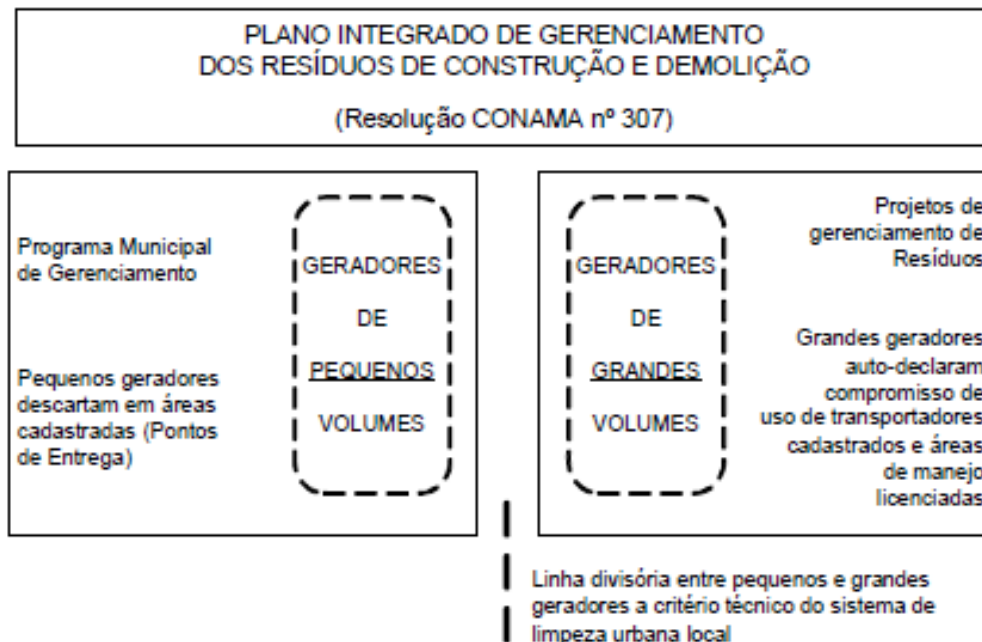 PLANO INTEGRADO DE GERENCIAMENTO
DOS RESÍDUOS DE CONSTRUÇÃO E DEMOLIÇÃO
(Resolução CONAMA nº 307)
Programa Municipal
de Gerenciamento
Pequenos geradores
descartam em áreas
cadastradas (Pontos
de Entrega)
GERADORES
DE
PEQUENOS
VOLUMES
GERADORES
DE
GRANDES
VOLUMES
Projetos de
gerenciamento de
Resíduos
Grandes geradores
auto-declaram
compromisso de
uso de transportadores
cadastrados e áreas
de manejo
licenciadas
Linha divisória entre pequenos e grandes
geradores a critério técnico do sistema de
limpeza urbana local